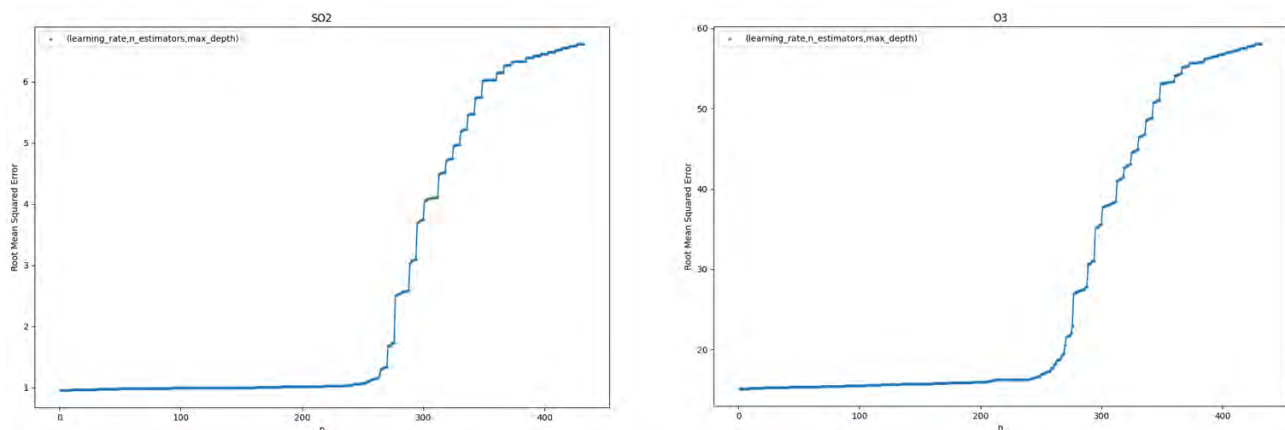 SO2
(learning_rate,n_estimators,max_depth)
6
5
4
3
2
1
Root Mean Squared Error
0
100
200
300
400
n
O3
(learning_rate,n_estimators,max_depth)
60
50
40
30
20
Root Mean Squared Error
0
100
200
300
400
n